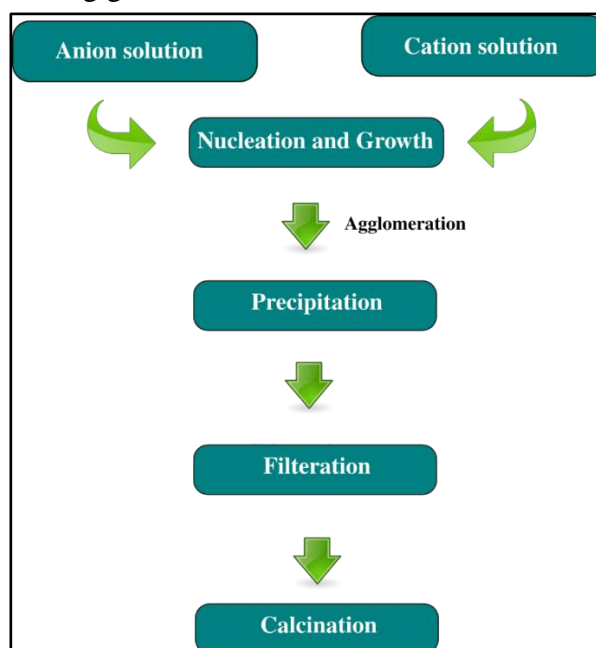 Anion solution
Cation solution
Nucleation and Growth
Agglomeration
Precipitation
Filteration
Calcination